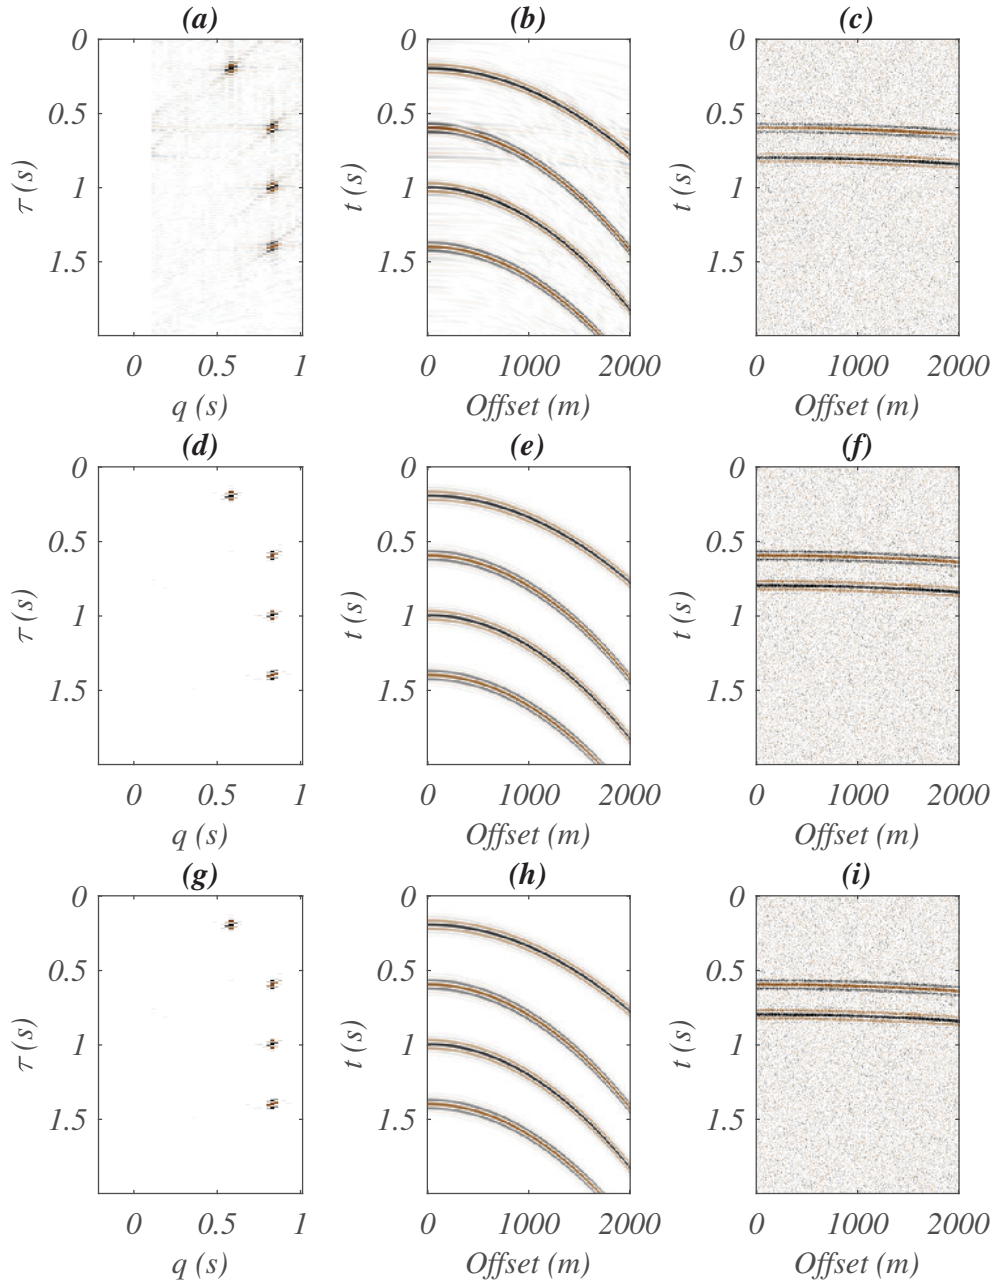 (a) (b) (c)
0 0 0
0.5 0.5 0.5
τ (s) t (s) t (s)
1 1 1
1.5 1.5 1.5
0 0.5 1 0 1000 2000 0 1000 2000
q (s) Offset (m) Offset (m)
(d) (e) (f)
0 0 0
0.5 0.5 0.5
τ (s) t (s) t (s)
1 1 1
1.5 1.5 1.5
0 0.5 1 0 1000 2000 0 1000 2000
q (s) Offset (m) Offset (m)
(g) (h) (i)
0 0 0
0.5 0.5 0.5
τ (s) t (s) t (s)
1 1 1
1.5 1.5 1.5
0 0.5 1 0 1000 2000 0 1000 2000
q (s) Offset (m) Offset (m)